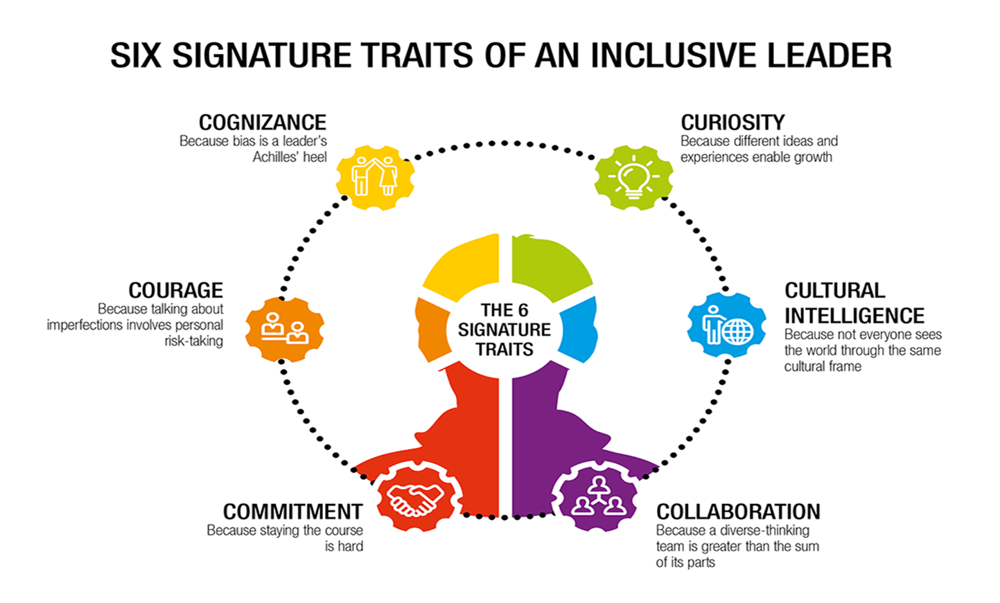 SIX SIGNATURE TRAITS OF AN INCLUSIVE LEADER
COGNIZANCE
Because bias is a leader's
Achilles' heel
CURIOSITY
Because different ideas and
experiences enable growth
COURAGE
Because talking about
imperfections involves personal
risk-taking
THE 6
SIGNATURE
TRAITS
CULTURAL
INTELLIGENCE
Because not everyone sees
the world through the same
cultural frame
COMMITMENT
Because staying the course
is hard
COLLABORATION
Because a diverse-thinking
team is greater than the sum
of its parts